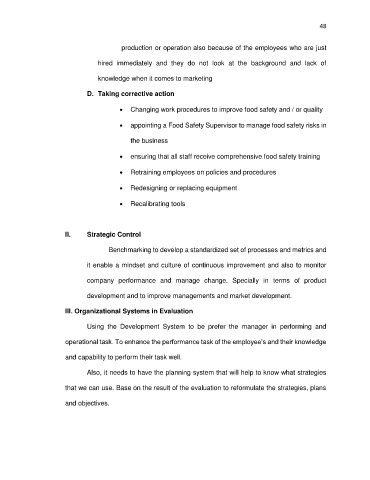 48
production or operation also because of the employees who are just
hired immediately and they do not look at the background and lack of
knowledge when it comes to marketing
D. Taking corrective action
• Changing work procedures to improve food safety and / or quality
• appointing a Food Safety Supervisor to manage food safety risks in
the business
• ensuring that all staff receive comprehensive food safety training
• Retraining employees on policies and procedures
• Redesigning or replacing equipment
• Recalibrating tools
II. Strategic Control
Benchmarking to develop a standardized set of processes and metrics and
it enable a mindset and culture of continuous improvement and also to monitor
company performance and manage change. Specially in terms of product
development and to improve managements and market development.
III. Organizational Systems in Evaluation
Using the Development System to be prefer the manager in performing and
operational task. To enhance the performance task of the employee's and their knowledge
and capability to perform their task well.
Also, it needs to have the planning system that will help to know what strategies
that we can use. Base on the result of the evaluation to reformulate the strategies, plans
and objectives.